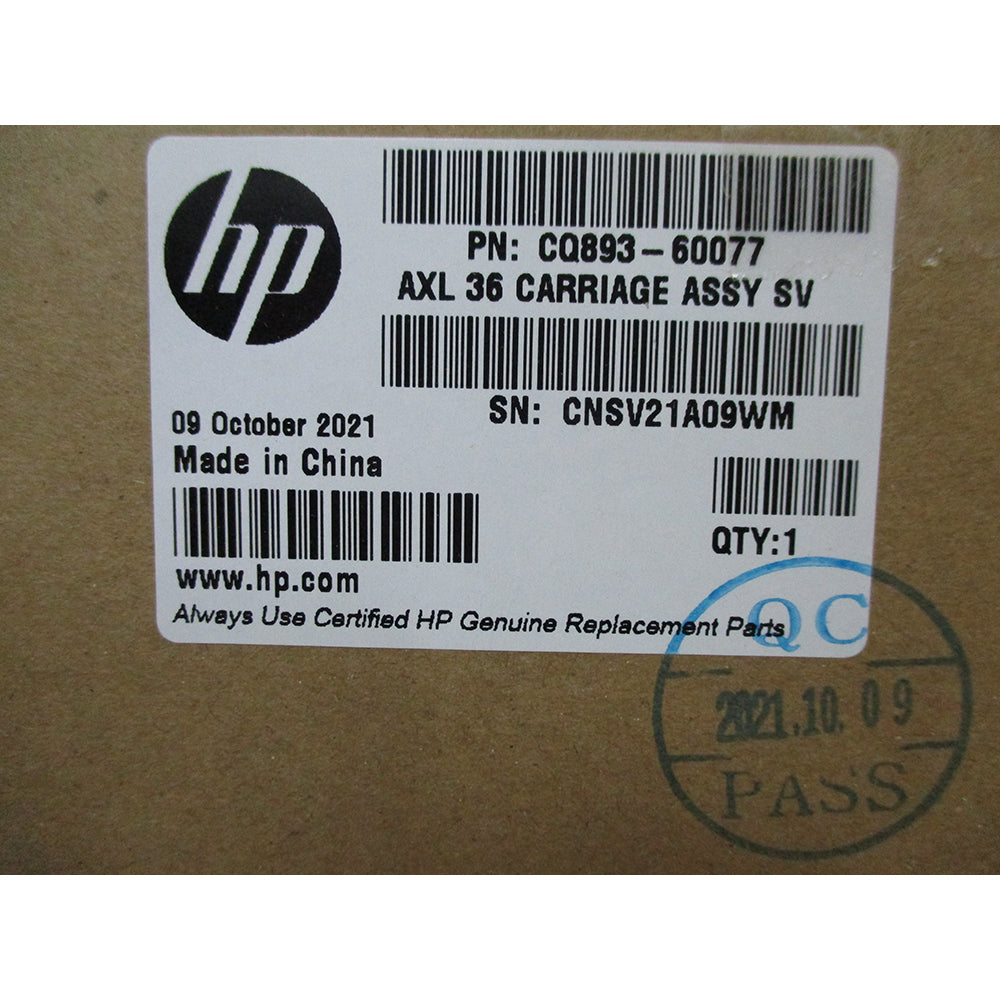 hp
PN: CQ893-60077
AXL 36 CARRIAGE ASSY SV
SN: CNSV21A09WM
09 October 2021
Made in China
QTY:1
www.hp.com
Always Use Certified HP Genuine Replacement Parts
QC
2021.10.09
PASS